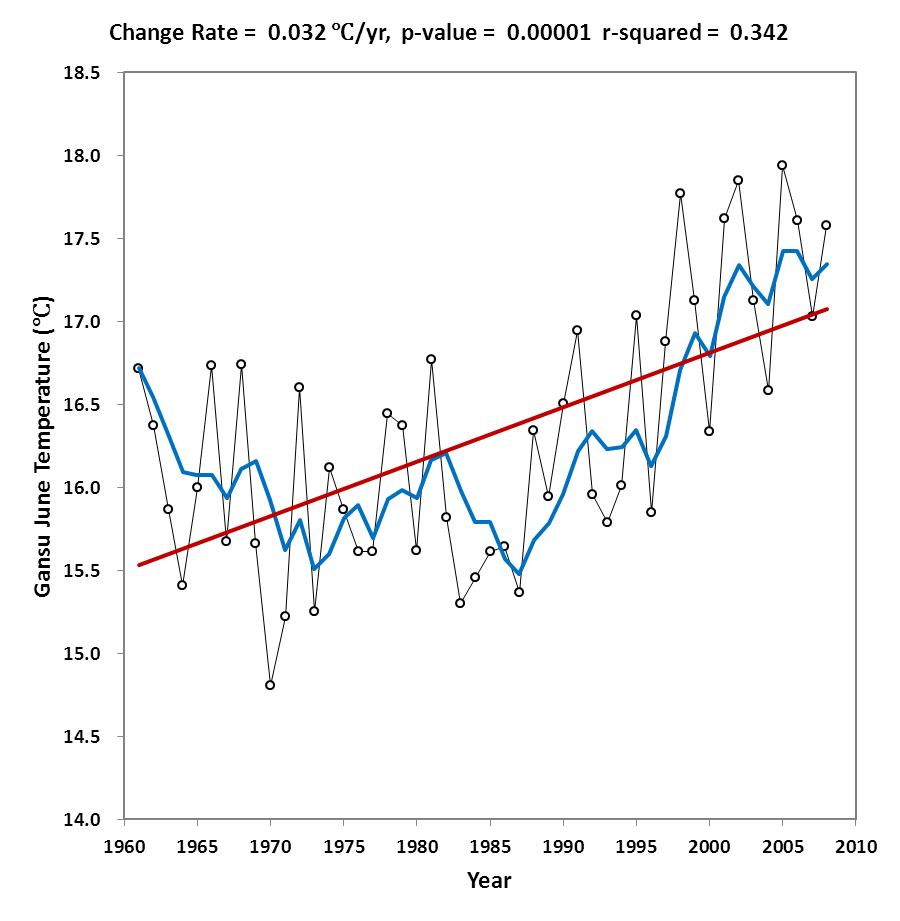 Change Rate = 0.032 ℃/yr, p-value = 0.00001 r-squared = 0.342
18.5
18.0
17.5
17.0
16.5
16.0
15.5
15.0
14.5
14.0
Gansu June Temperature (℃)
1960 1965 1970 1975 1980 1985 1990 1995 2000 2005 2010
Year